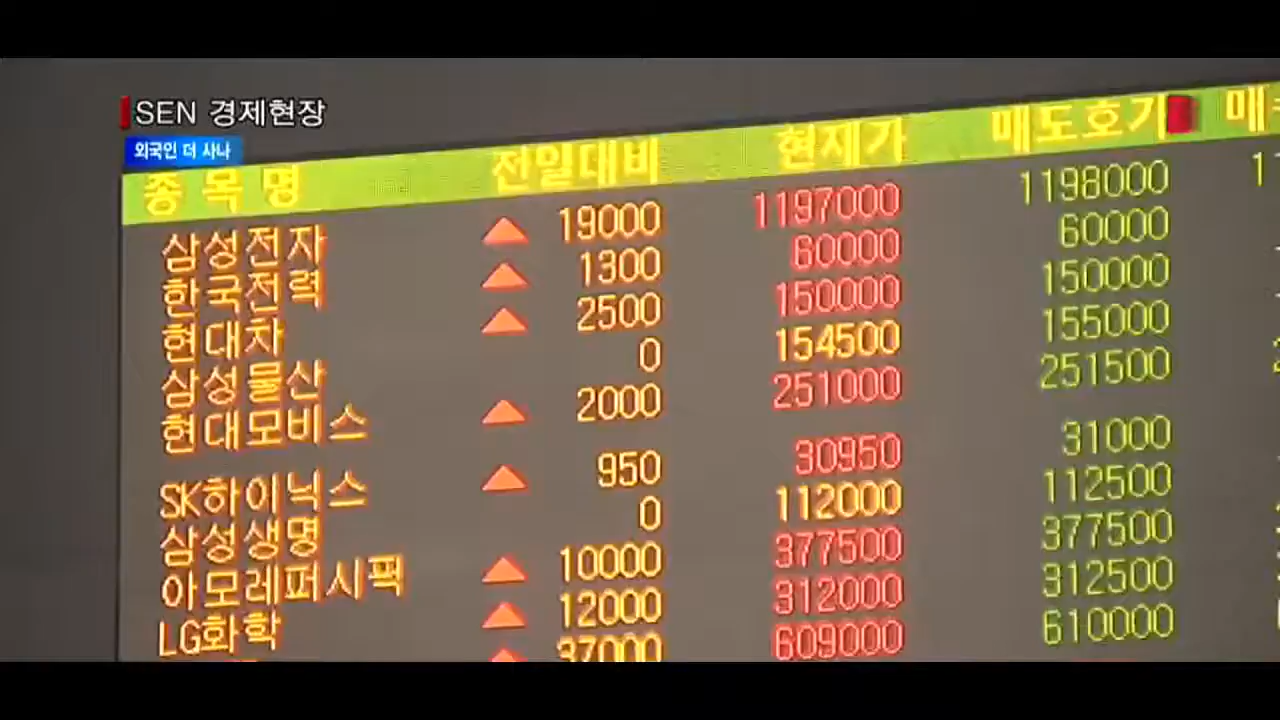 SEN 경제현장
외국인 더 사나
종목명 전일대비 현재가 매도호가
삼성전자 ▲ 19000 1197000 1198000
한국전력 ▲ 1300 60000 60000
현대차 ▲ 2500 150000 150000
삼성물산 0 154500 155000
현대모비스 ▲ 2000 251000 251500
SK하이닉스 ▲ 950 30950 31000
삼성생명 0 112000 112500
아모레퍼시픽 ▲ 10000 377500 377500
LG화학 ▲ 12000 312000 312500
▲ 37000 609000 610000